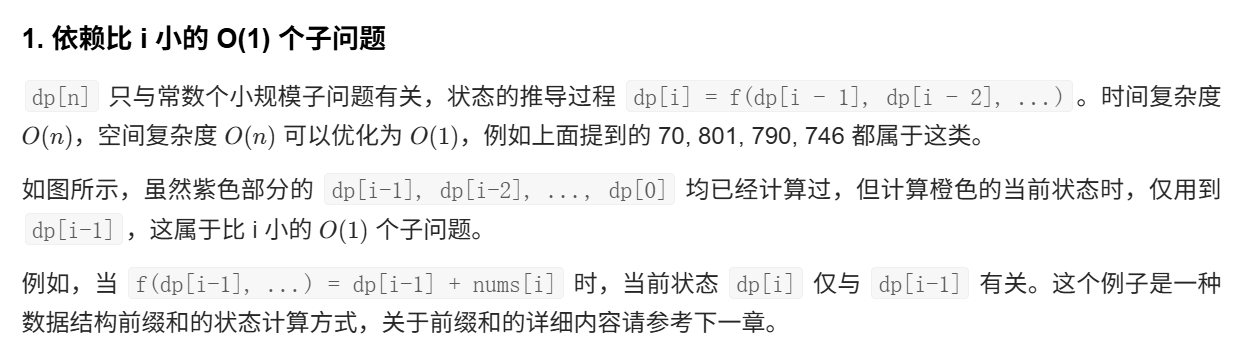 1. 依赖比 i 小的 O(1) 个子问题
dp[n] 只与常数个小规模子问题有关，状态的推导过程 dp[i] = f(dp[i - 1], dp[i - 2], ...)。时间复杂度
O(n)，空间复杂度 O(n) 可以优化为 O(1)，例如上面提到的 70, 801, 790, 746 都属于这类。
如图所示，虽然紫色部分的 dp[i-1], dp[i-2], ..., dp[0] 均已经计算过，但计算橙色的当前状态时，仅用到
dp[i-1]，这属于比 i 小的 O(1) 个子问题。
例如，当 f(dp[i-1], ...) = dp[i-1] + nums[i] 时，当前状态 dp[i] 仅与 dp[i-1] 有关。这个例子是一种
数据结构前缀和的状态计算方式，关于前缀和的详细内容请参考下一章。